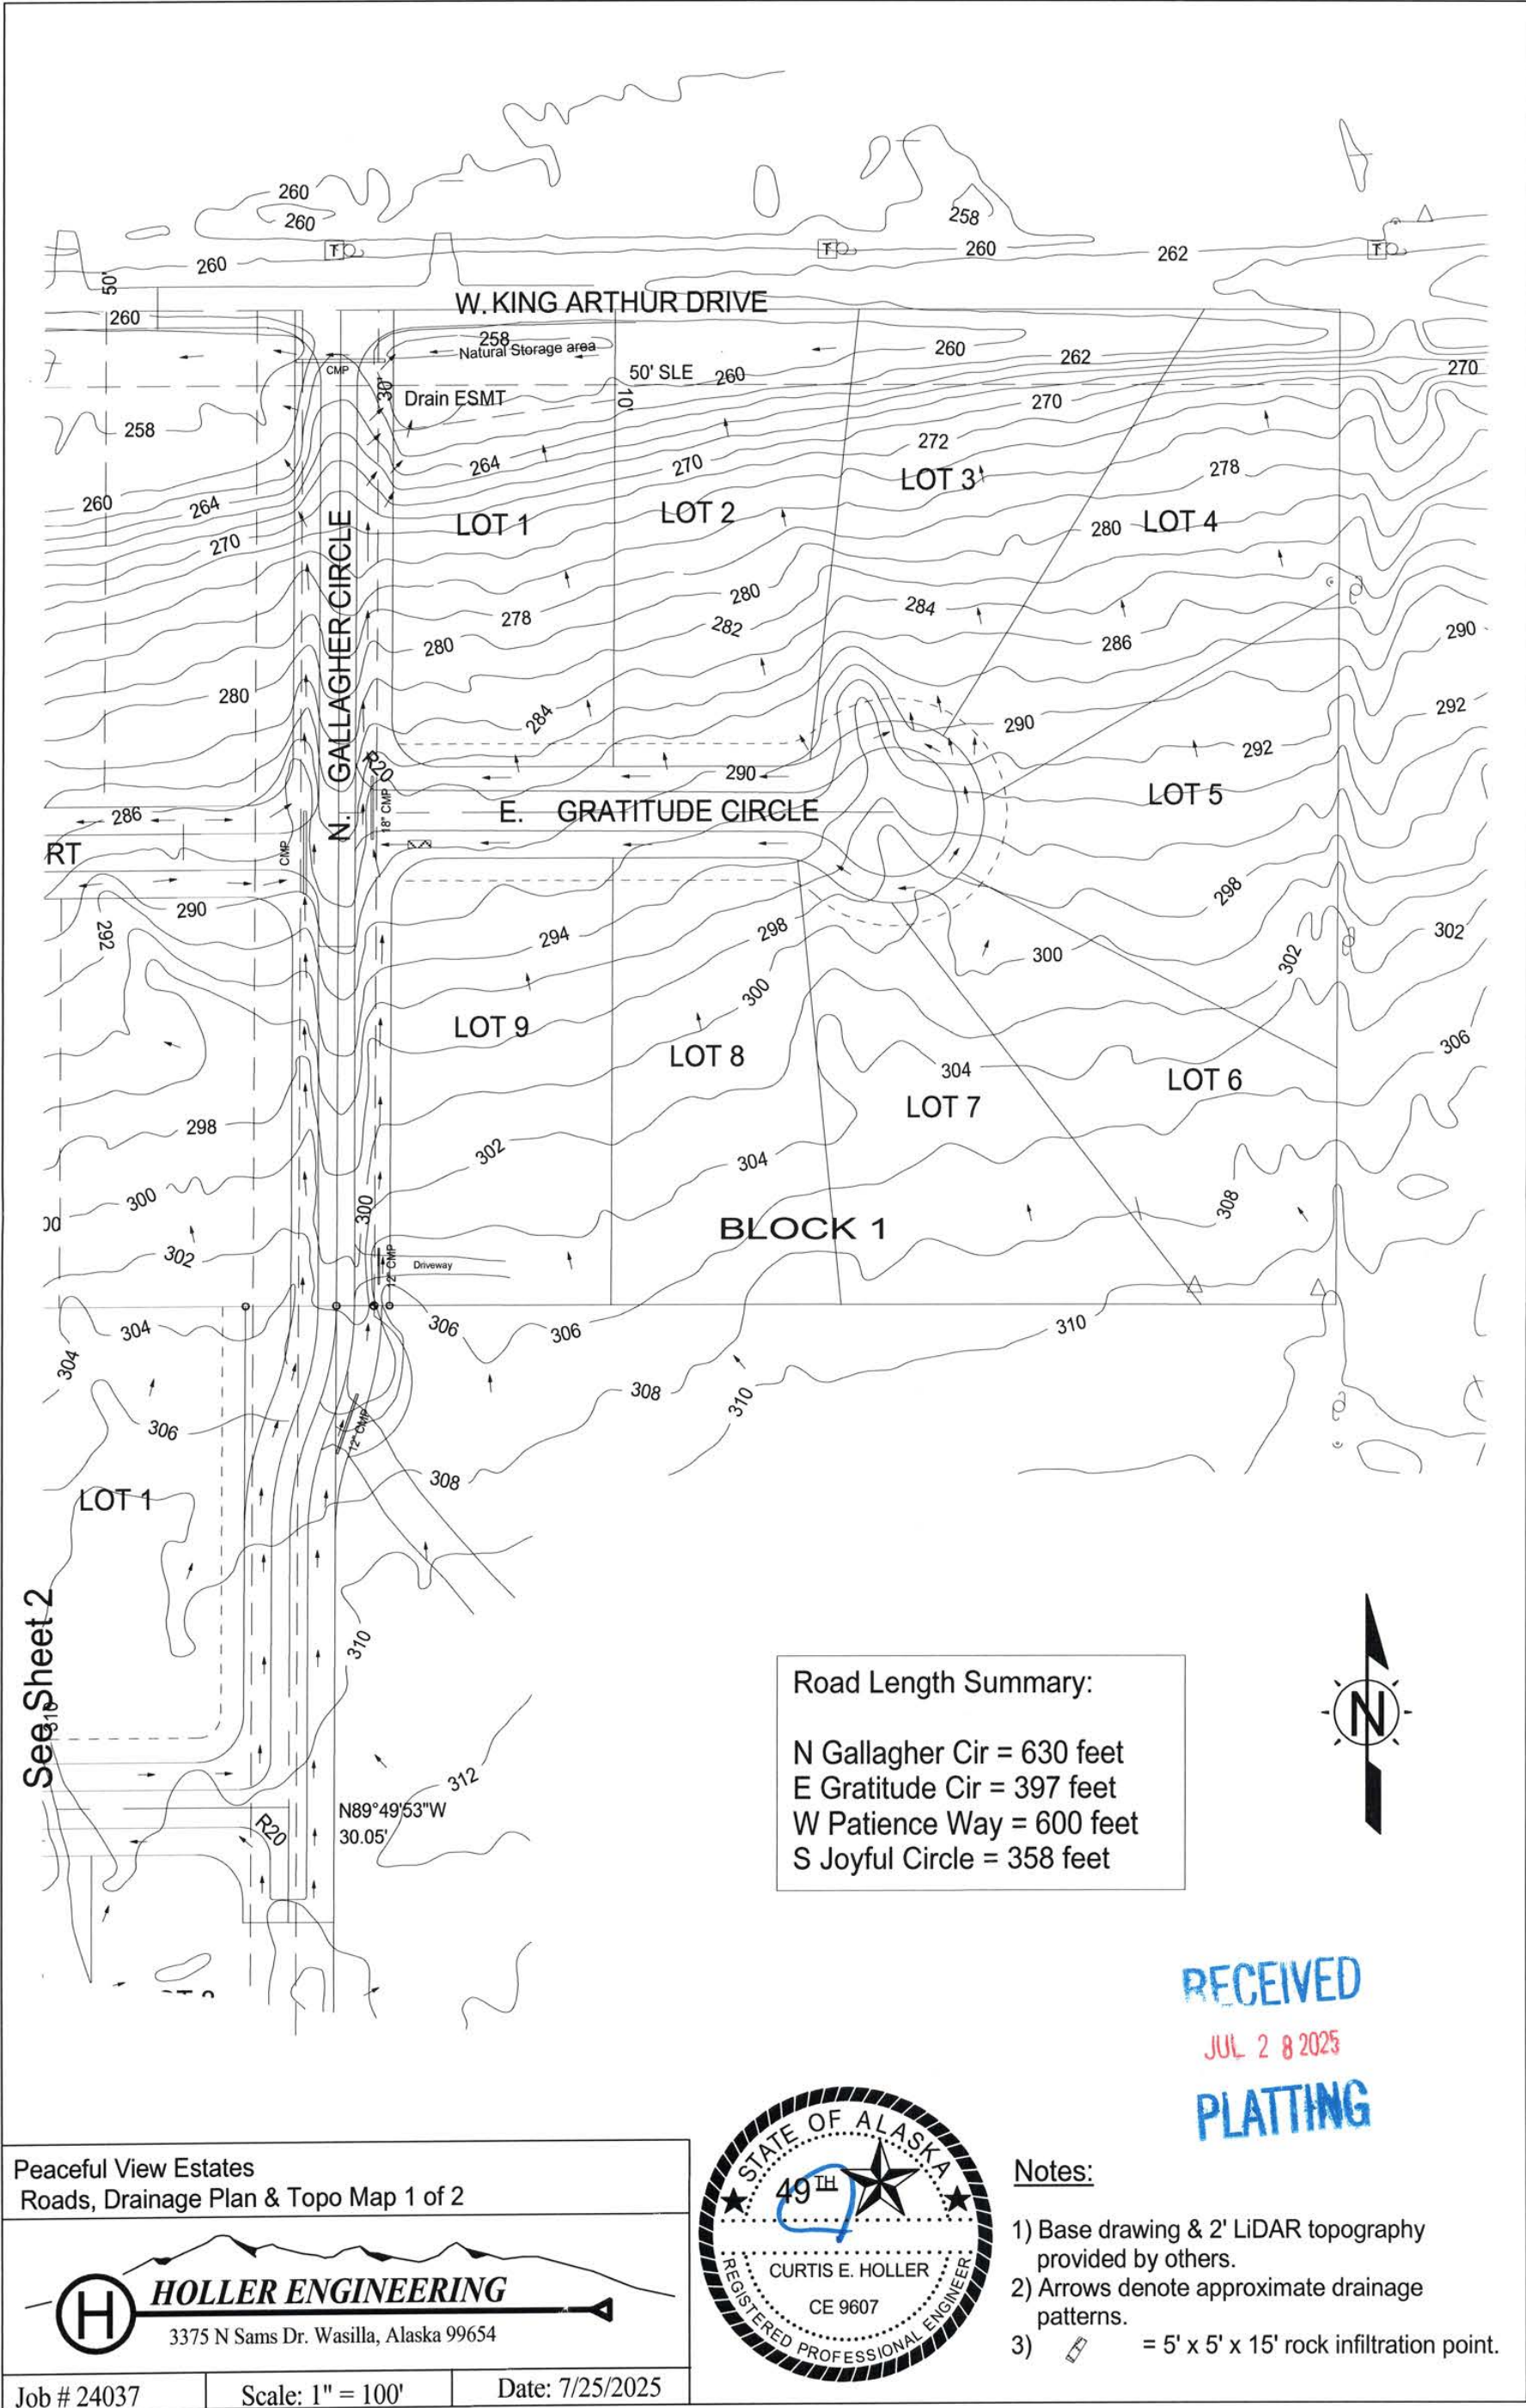 260
260
258
T
T
T
260
260
262
50'
W. KING ARTHUR DRIVE
260
258
Natural Storage area
260
262
CMP
50' SLE
260
270
30'
Drain ESMT
10'
270
258
272
264
270
LOT 3
278
260
264
LOT 1
LOT 2
280
LOT 4
270
N. GALLAGHER CIRCLE
280
284
278
282
290
280
286
280
284
292
290
292
R20
290
LOT 5
286
18" CMP
E. GRATITUDE CIRCLE
RT
CMP
298
290
292
294
298
302
300
302
300
LOT 9
LOT 8
304
306
LOT 6
LOT 7
298
302
304
300
300
308
00
BLOCK 1
302
12" CMP
Driveway
304
306
306
310
304
308
310
306
12" CMP
308
LOT 1
See Sheet 2
310
310
312
N89°49'53"W
30.05'
R20
Road Length Summary:
N Gallagher Cir = 630 feet
E Gratitude Cir = 397 feet
W Patience Way = 600 feet
S Joyful Circle = 358 feet
N
RECEIVED
JUL 28 2025
PLATTING
Peaceful View Estates
Roads, Drainage Plan & Topo Map 1 of 2
H
HOLLER ENGINEERING
3375 N Sams Dr. Wasilla, Alaska 99654
Job # 24037
Scale: 1" = 100'
Date: 7/25/2025
STATE OF ALASKA
49TH
CURTIS E. HOLLER
CE 9607
REGISTERED PROFESSIONAL ENGINEER
Notes:
1) Base drawing & 2' LiDAR topography
provided by others.
2) Arrows denote approximate drainage
patterns.
3) = 5' x 5' x 15' rock infiltration point.